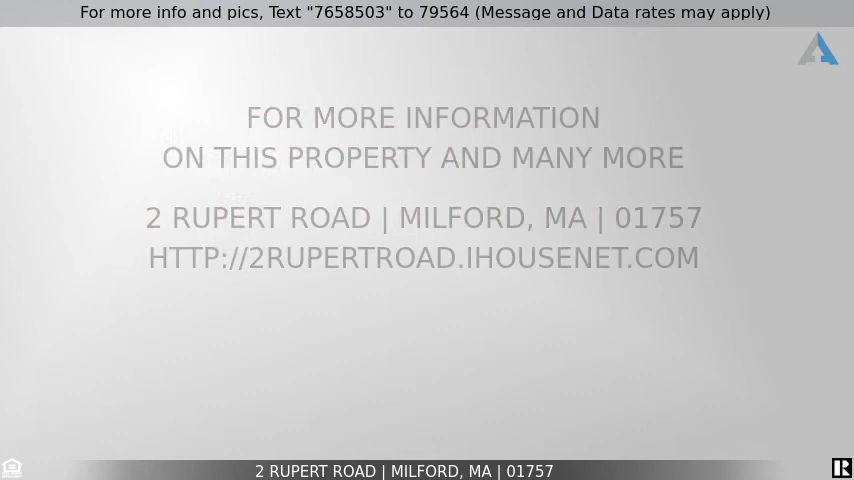 For more info and pics, Text "7658503" to 79564 (Message and Data rates may apply)
FOR MORE INFORMATION
ON THIS PROPERTY AND MANY MORE
2 RUPERT ROAD | MILFORD, MA | 01757
HTTP://2RUPERTROAD.IHOUSENET.COM
2 RUPERT ROAD | MILFORD, MA | 01757